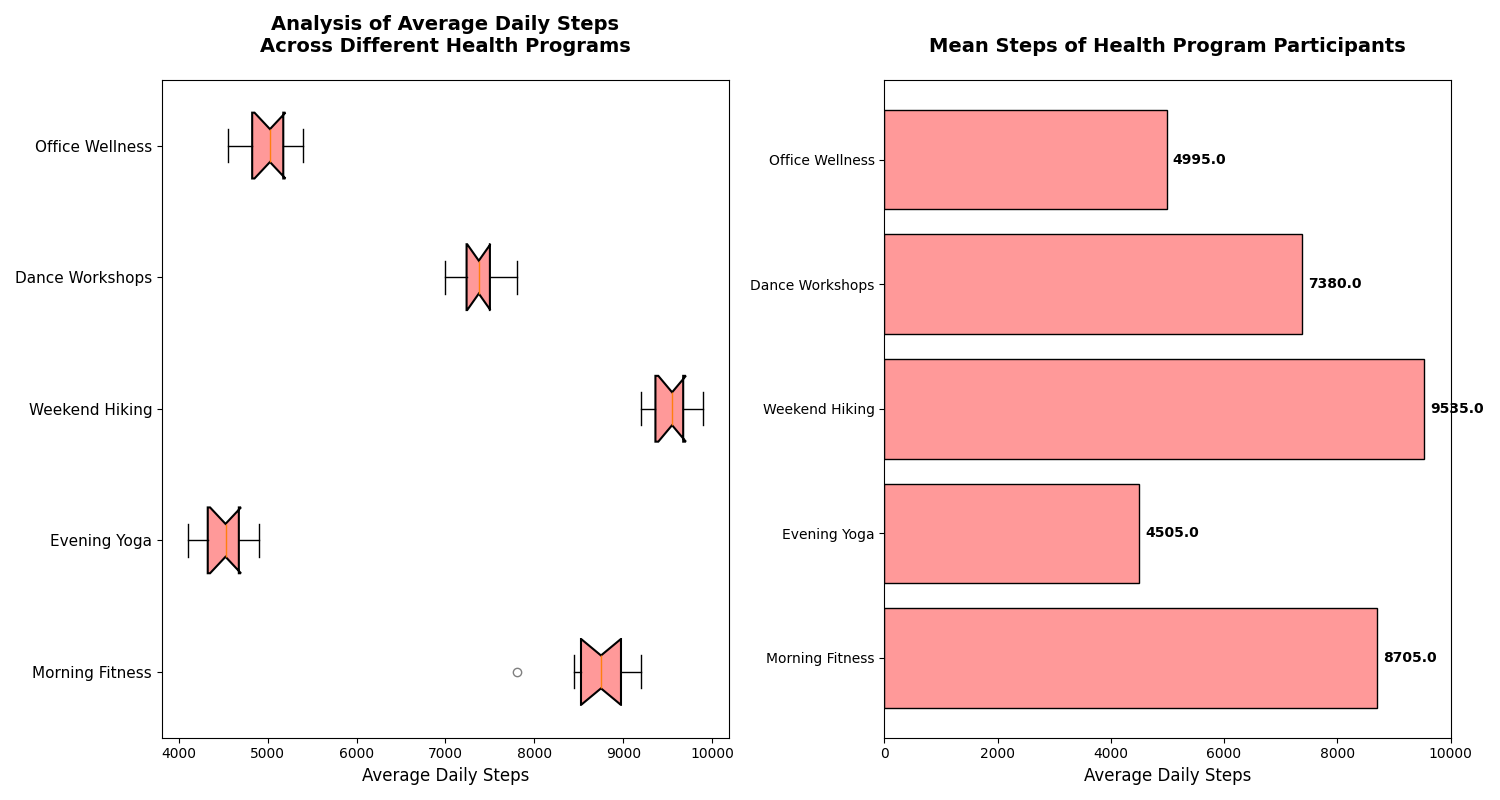 Analysis of Average Daily Steps
Across Different Health Programs
Office Wellness
Dance Workshops
Weekend Hiking
Evening Yoga
Morning Fitness
4000 5000 6000 7000 8000 9000 10000
Average Daily Steps
Mean Steps of Health Program Participants
Office Wellness 4995.0
Dance Workshops 7380.0
Weekend Hiking 9535.0
Evening Yoga 4505.0
Morning Fitness 8705.0
0 2000 4000 6000 8000 10000
Average Daily Steps